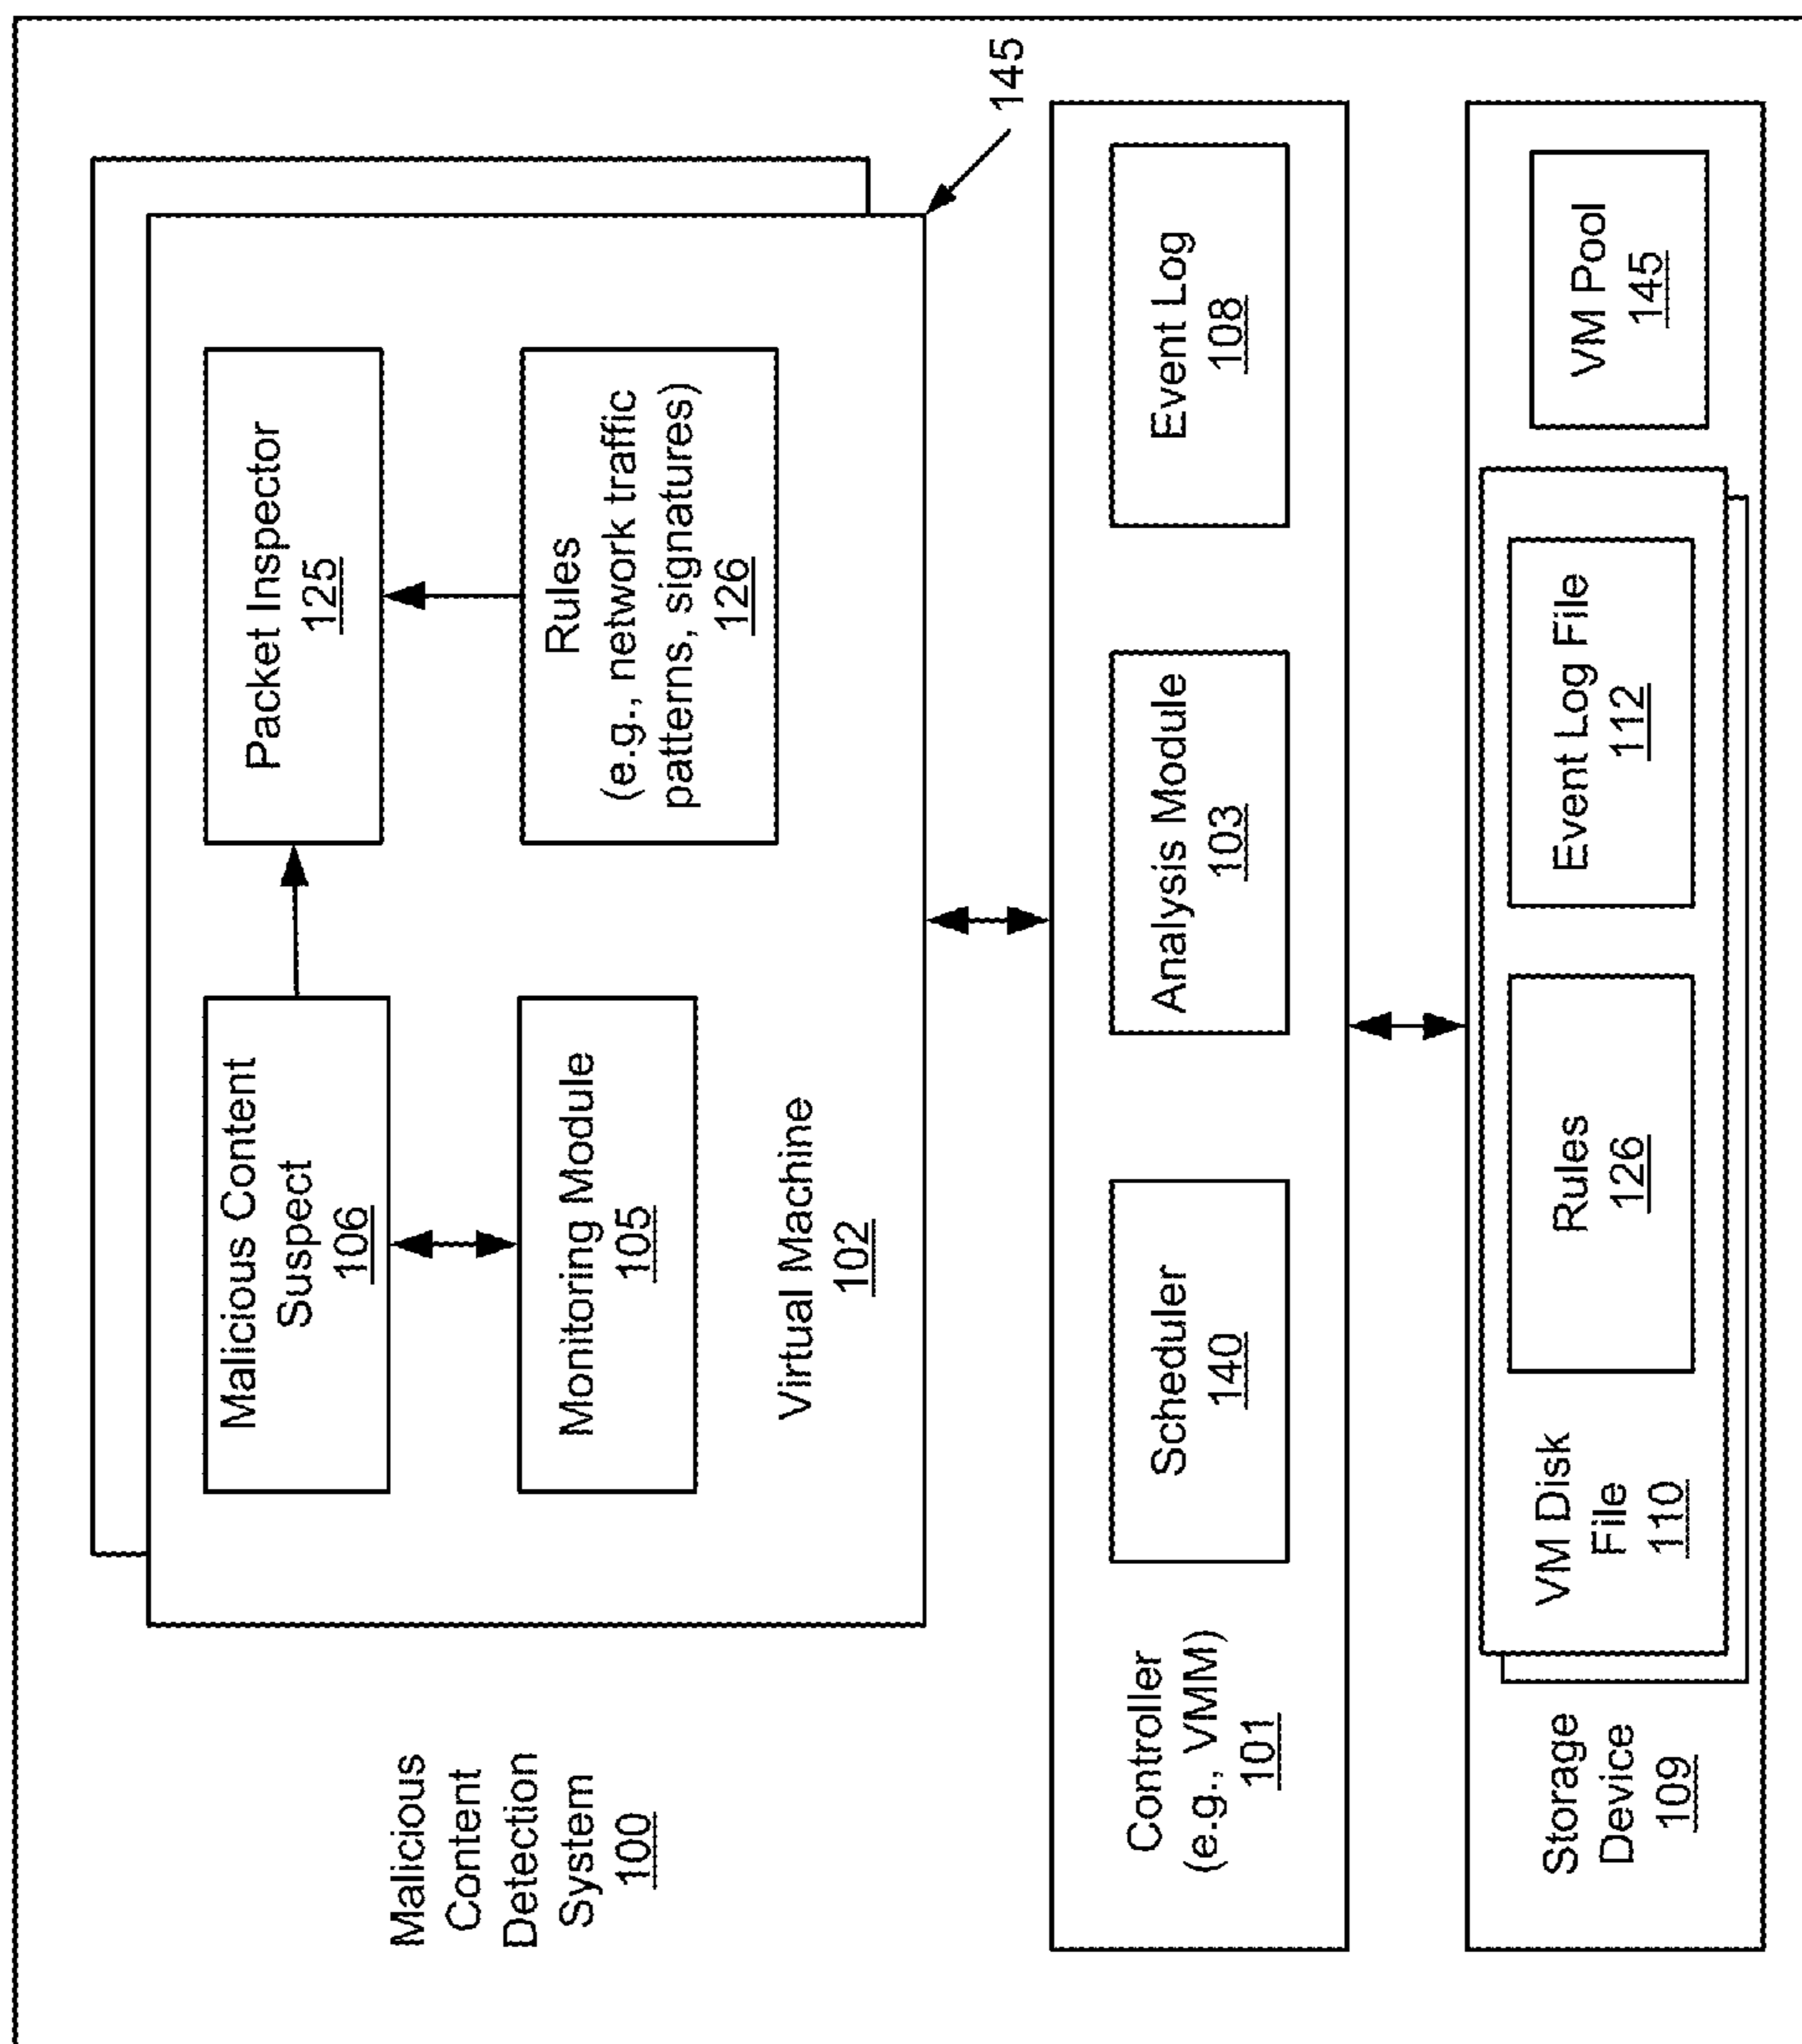 Malicious
Content
Detection
System
100
145
Malicious Content
Suspect
106
Packet Inspector
125
Monitoring Module
105
Rules
(e.g., network traffic
patterns, signatures)
126
Virtual Machine
102
Controller
(e.g., VMM)
101
Scheduler
140
Analysis Module
103
Event Log
108
Storage
Device
109
VM Disk
File
110
Rules
126
Event Log File
112
VM Pool
145